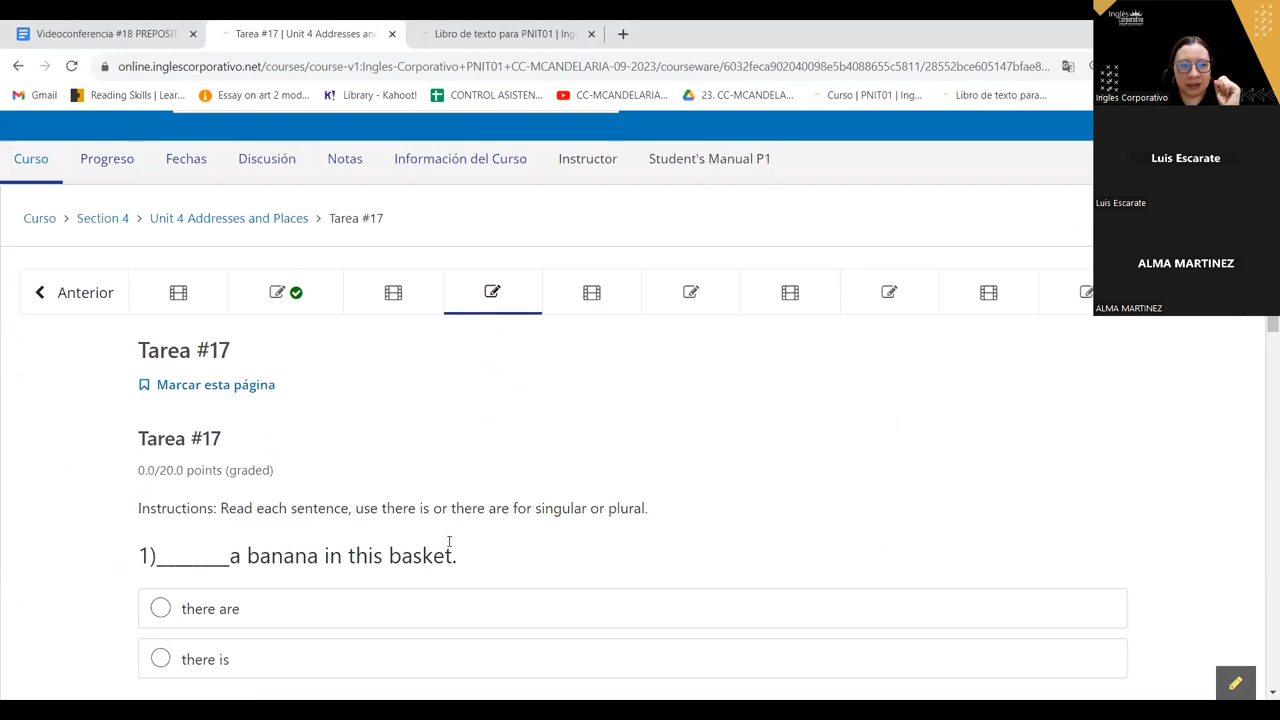 Videoconferencia #18 PREPOSIT
Tarea #17 | Unit 4 Addresses and
Libro de texto para PNIT01 | Ing
online.inglescorporativo.net/courses/course-v1:Ingles-Corporativo+PNIT01+CC-MCANDELARIA-09-2023/courseware/6032feca902040098e5b4088655c5811/28552bce605147bfae8...
Gmail
Reading Skills | Lear...
Essay on art 2 mod...
Library - Kah
CONTROL DE EN...
CC-MCANDELARIA...
23. CC-MCANDELA...
Curso | PNIT01 | Ing...
Libro de texto para...
Curso
Progreso
Fechas
Discusión
Notas
Información del Curso
Instructor
Student's Manual P1
Curso > Section 4 > Unit 4 Addresses and Places > Tarea #17
Anterior
Tarea #17
Marcar esta página
Tarea #17
0.0/20.0 points (graded)
Instructions: Read each sentence, use there is or there are for singular or plural.
1)_______a banana in this basket.
there are
there is
Inglés
Corporativo
Ingles Corporativo
Luis Escarate
Luis Escarate
ALMA MARTINEZ
ALMA MARTINEZ